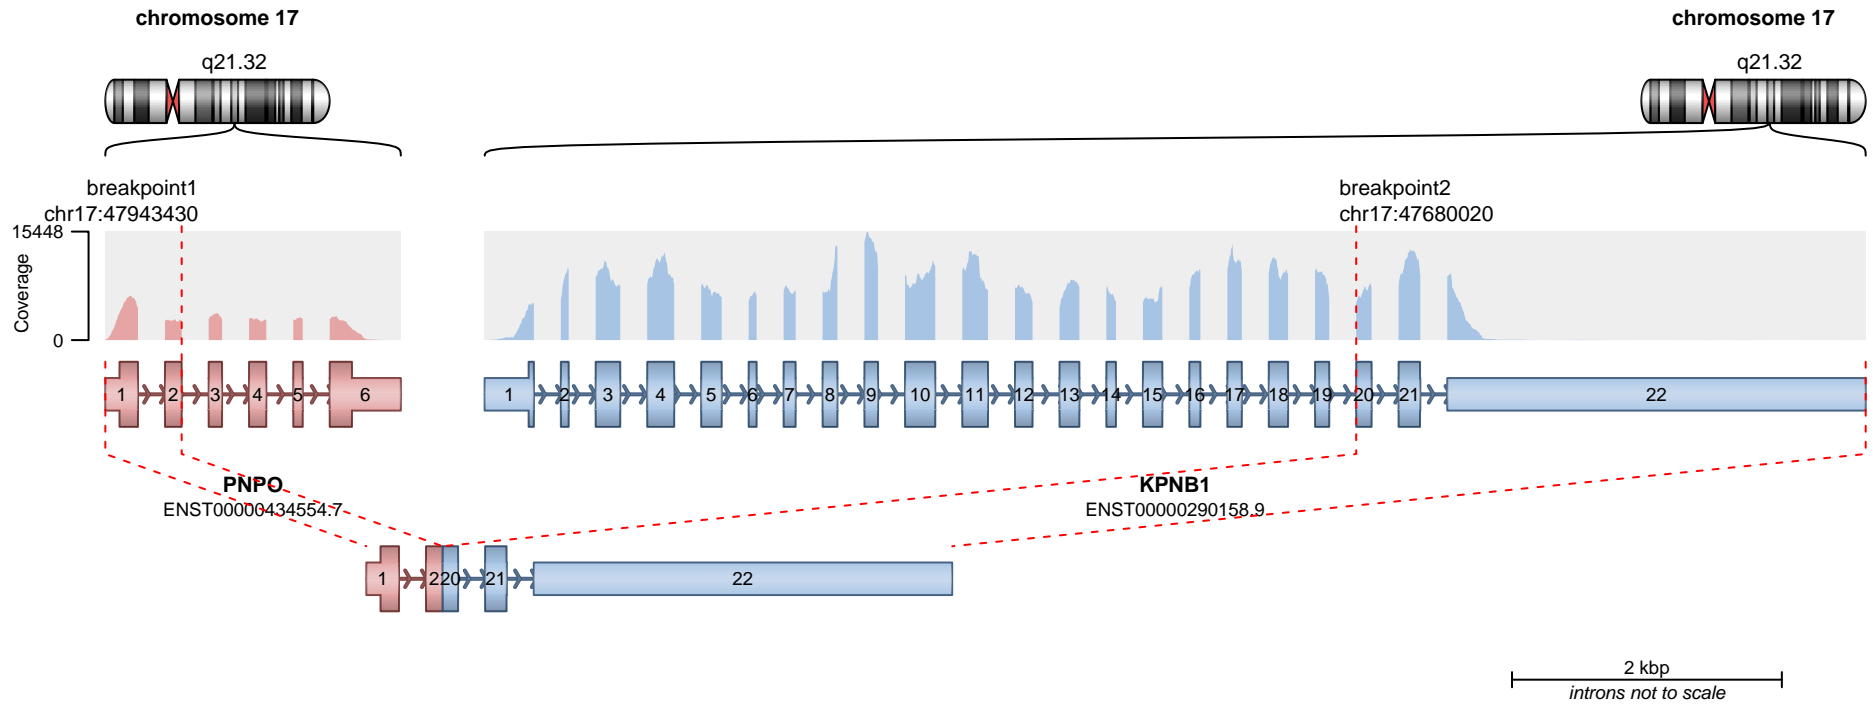 chromosome 17
chromosome 17
q21.32
q21.32
breakpoint1
chr17:47943430
breakpoint2
chr17:47680020
15448
Coverage
0
1 2 3 4 5 6
1 2 3 4 5 6 7 8 9 10 11 12 13 14 15 16 17 18 19 20 21 22
PNPO
ENST00000434554.7
KPNB1
ENST00000290158.9
1 2 20 21 22
2 kbp
introns not to scale